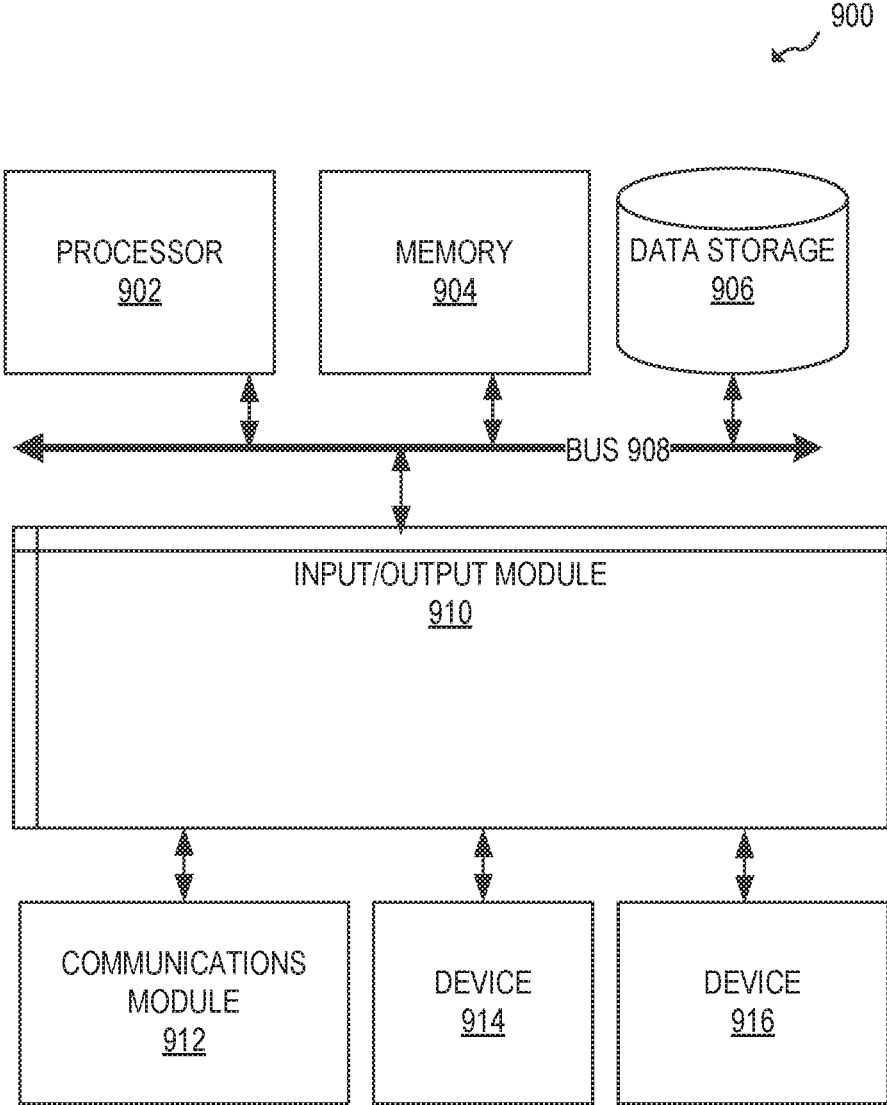 900
PROCESSOR
902
MEMORY
904
DATA STORAGE
906
BUS 908
INPUT/OUTPUT MODULE
910
COMMUNICATIONS
MODULE
912
DEVICE
914
DEVICE
916